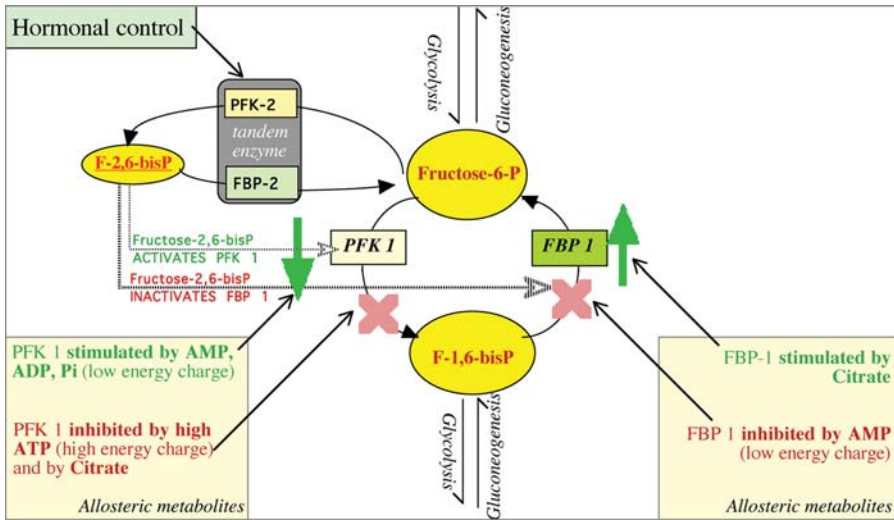 Hormonal control
Glycolysis
Gluconeogenesis
PFK-2
tandem
enzyme
F-2,6-bisP
FBP-2
Fructose-6-P
Fructose-2,6-bisP
ACTIVATES PFK 1
PFK 1
FBP 1
Fructose-2,6-bisP
INACTIVATES FBP 1
F-1,6-bisP
PFK 1 stimulated by AMP,
ADP, Pi (low energy charge)
PFK 1 inhibited by high
ATP (high energy charge)
and by Citrate
Allosteric metabolites
Glycolysis
Gluconeogenesis
FBP-1 stimulated by
Citrate
FBP 1 inhibited by AMP
(low energy charge)
Allosteric metabolites